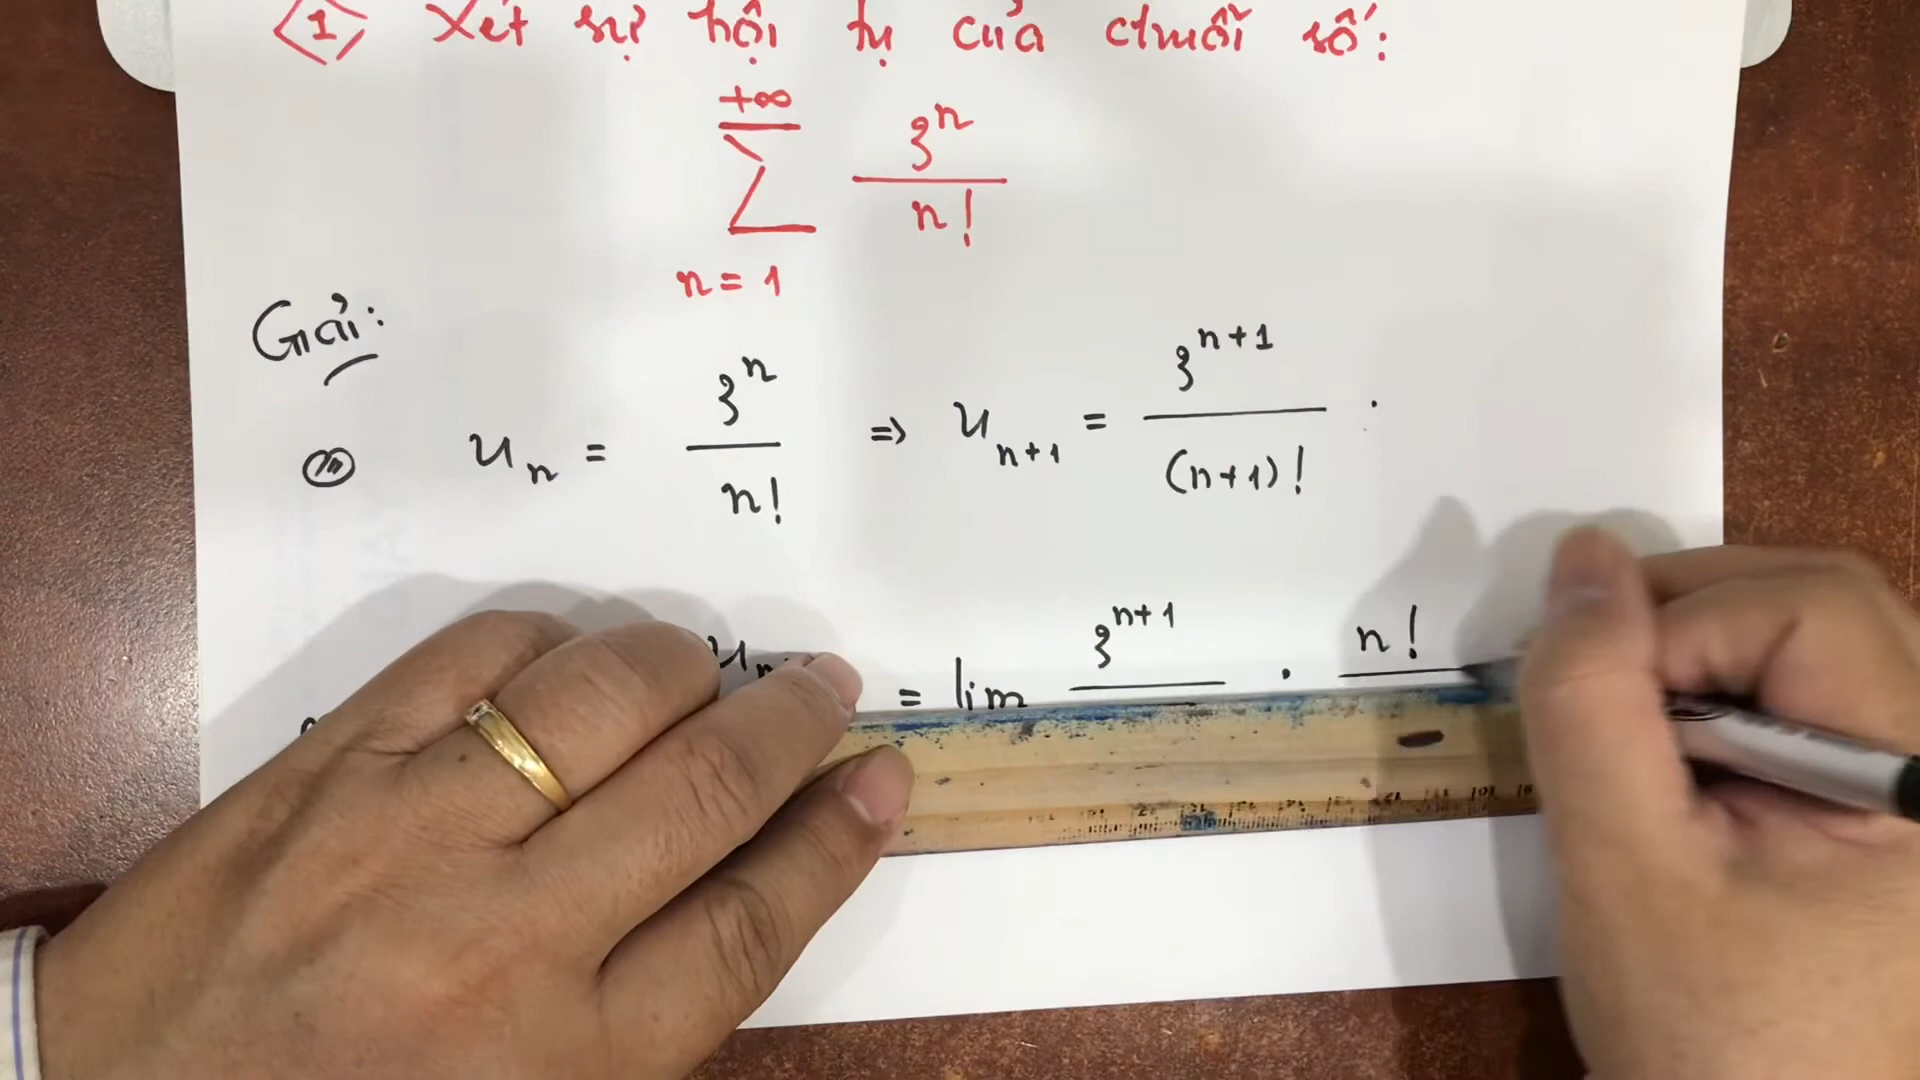 1 Xét sự hội tụ của chuỗi số:
+∞
∑ 3^n / n!
n = 1
Giải:
u_n = 3^n / n! => u_{n+1} = 3^{n+1} / (n+1)! .
= lim 3^{n+1} / . n! /